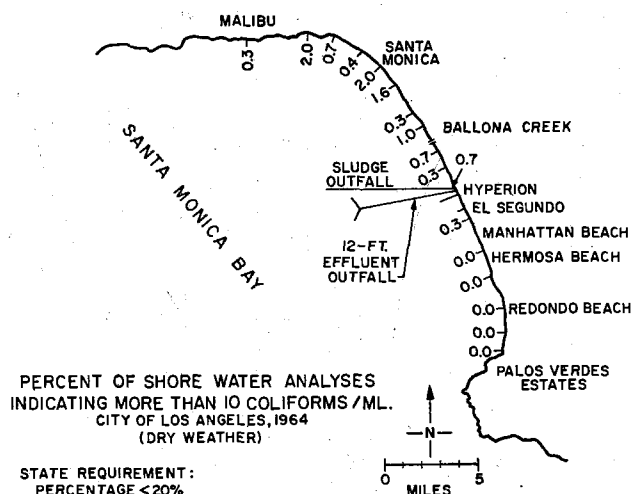 MALIBU
0.3
2.0
0.7
0.4
2.0
1.6
SANTA
MONICA
0.3
1.0
BALLONA CREEK
0.7
0.3
0.7
SANTA MONICA BAY
SLUDGE
OUTFALL
HYPERION
EL SEGUNDO
0.3
MANHATTAN BEACH
12-FT.
EFFLUENT
OUTFALL
0.0
HERMOSA BEACH
0.0
0.0
REDONDO BEACH
0.0
0.0
PALOS VERDES
ESTATES
PERCENT OF SHORE WATER ANALYSES
INDICATING MORE THAN 10 COLIFORMS/ML.
CITY OF LOS ANGELES, 1964
(DRY WEATHER)
N
STATE REQUIREMENT:
PERCENTAGE <20%
0
5
MILES